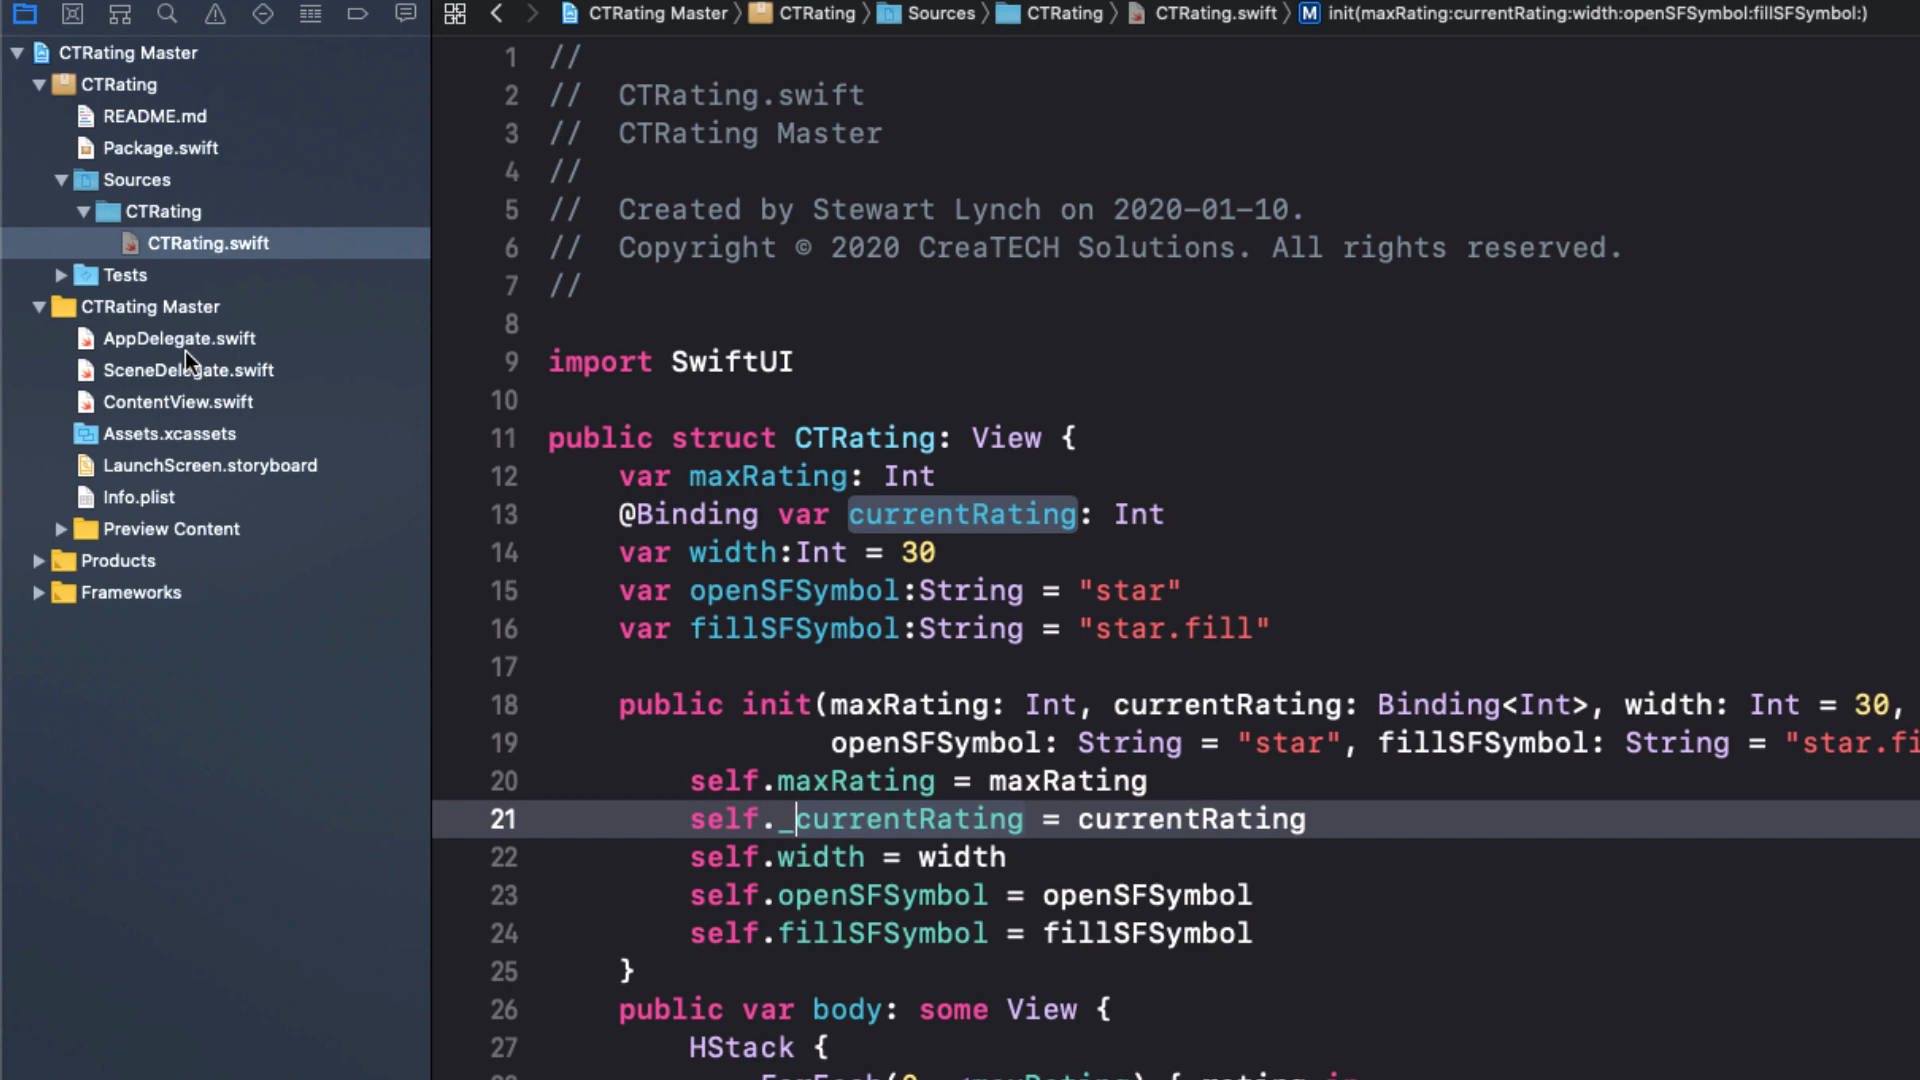 CTRating Master 〉 CTRating 〉 Sources 〉 CTRating 〉 CTRating.swift 〉 M init(maxRating:currentRating:width:openSFSymbol:fillSFSymbol:)
CTRating Master
CTRating
README.md
Package.swift
Sources
CTRating
CTRating.swift
Tests
CTRating Master
AppDelegate.swift
SceneDelegate.swift
ContentView.swift
Assets.xcassets
LaunchScreen.storyboard
Info.plist
Preview Content
Products
Frameworks
1 //
2 //  CTRating.swift
3 //  CTRating Master
4 //
5 //  Created by Stewart Lynch on 2020-01-10.
6 //  Copyright © 2020 CreaTECH Solutions. All rights reserved.
7 //
8
9 import SwiftUI
10
11 public struct CTRating: View {
12     var maxRating: Int
13     @Binding var currentRating: Int
14     var width:Int = 30
15     var openSFSymbol:String = "star"
16     var fillSFSymbol:String = "star.fill"
17
18     public init(maxRating: Int, currentRating: Binding<Int>, width: Int = 30,
19                 openSFSymbol: String = "star", fillSFSymbol: String = "star.fi
20         self.maxRating = maxRating
21         self._currentRating = currentRating
22         self.width = width
23         self.openSFSymbol = openSFSymbol
24         self.fillSFSymbol = fillSFSymbol
25     }
26     public var body: some View {
27         HStack {